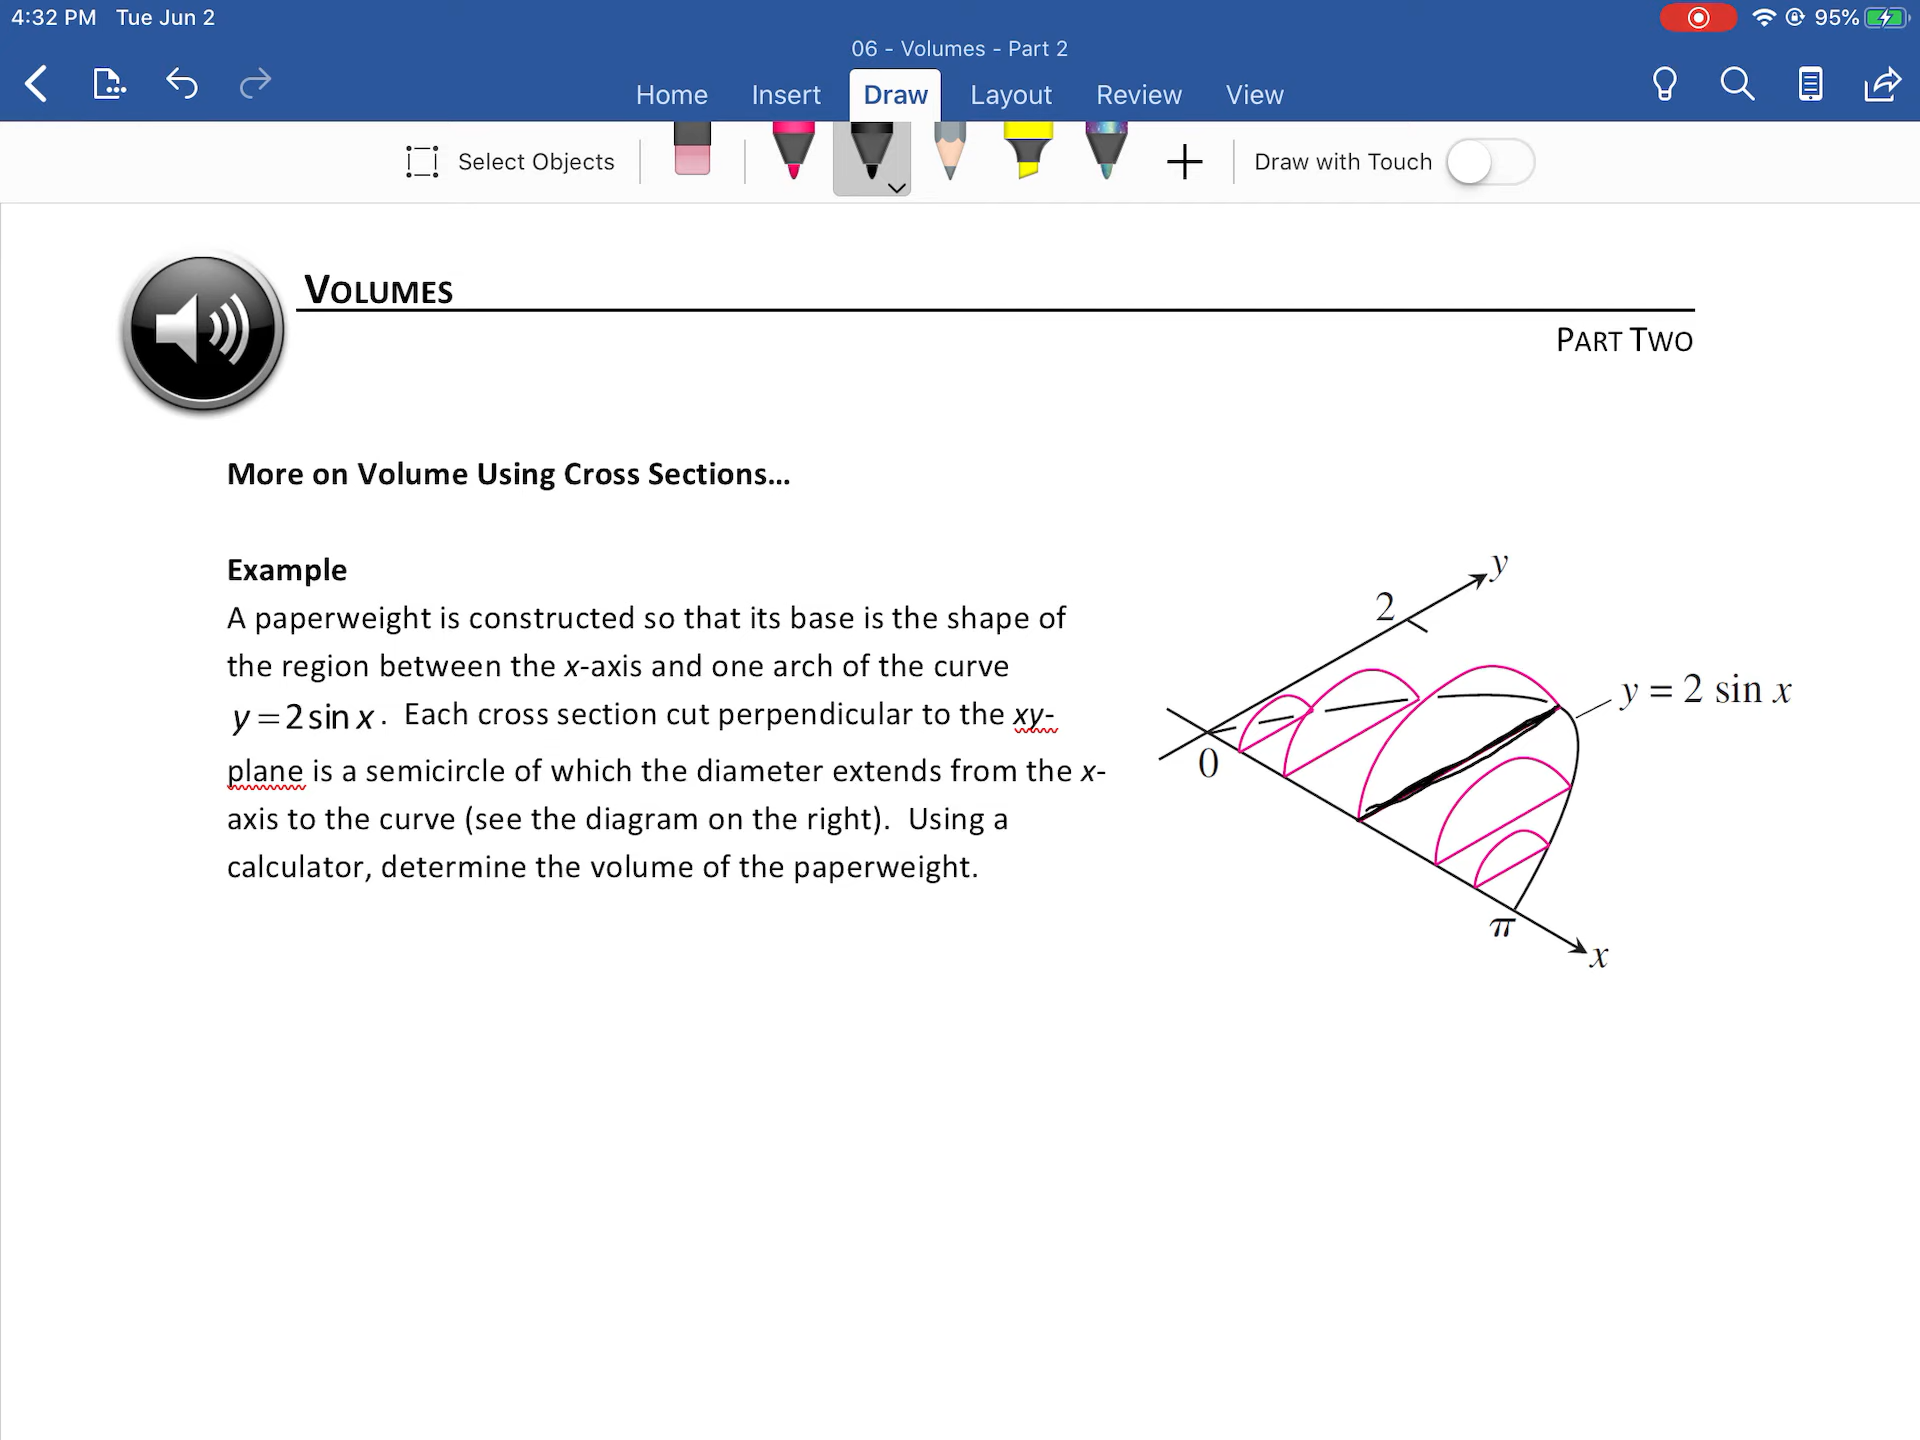 4:32 PM Tue Jun 2
95%
06 - Volumes - Part 2
Home Insert Draw Layout Review View
Select Objects
Draw with Touch
VOLUMES
PART TWO
More on Volume Using Cross Sections...
Example
A paperweight is constructed so that its base is the shape of
the region between the x-axis and one arch of the curve
y = 2 sin x. Each cross section cut perpendicular to the xy-
plane is a semicircle of which the diameter extends from the x-
axis to the curve (see the diagram on the right). Using a
calculator, determine the volume of the paperweight.
y
2
y = 2 sin x
0
π
x